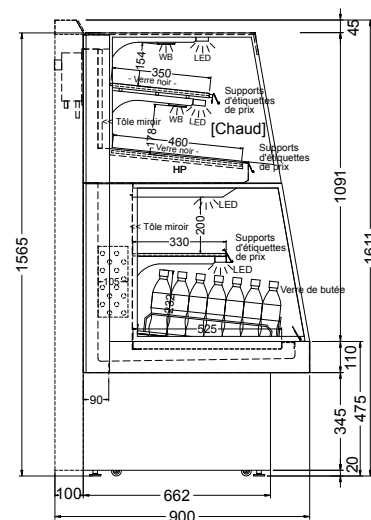 45
154
WB
LED
350
- Verre noir -
Supports
d'étiquettes
de prix
WB
LED
<< Tôle miroir
178
[Chaud]
460
- Verre noir -
HP
Supports
d'étiquettes
de prix
1565
1091
1611
LED
<< Tôle miroir
200
330
Supports
d'étiquettes
de prix
LED
105
232
Verre de butée
525
110
90
475
345
20
100
662
900